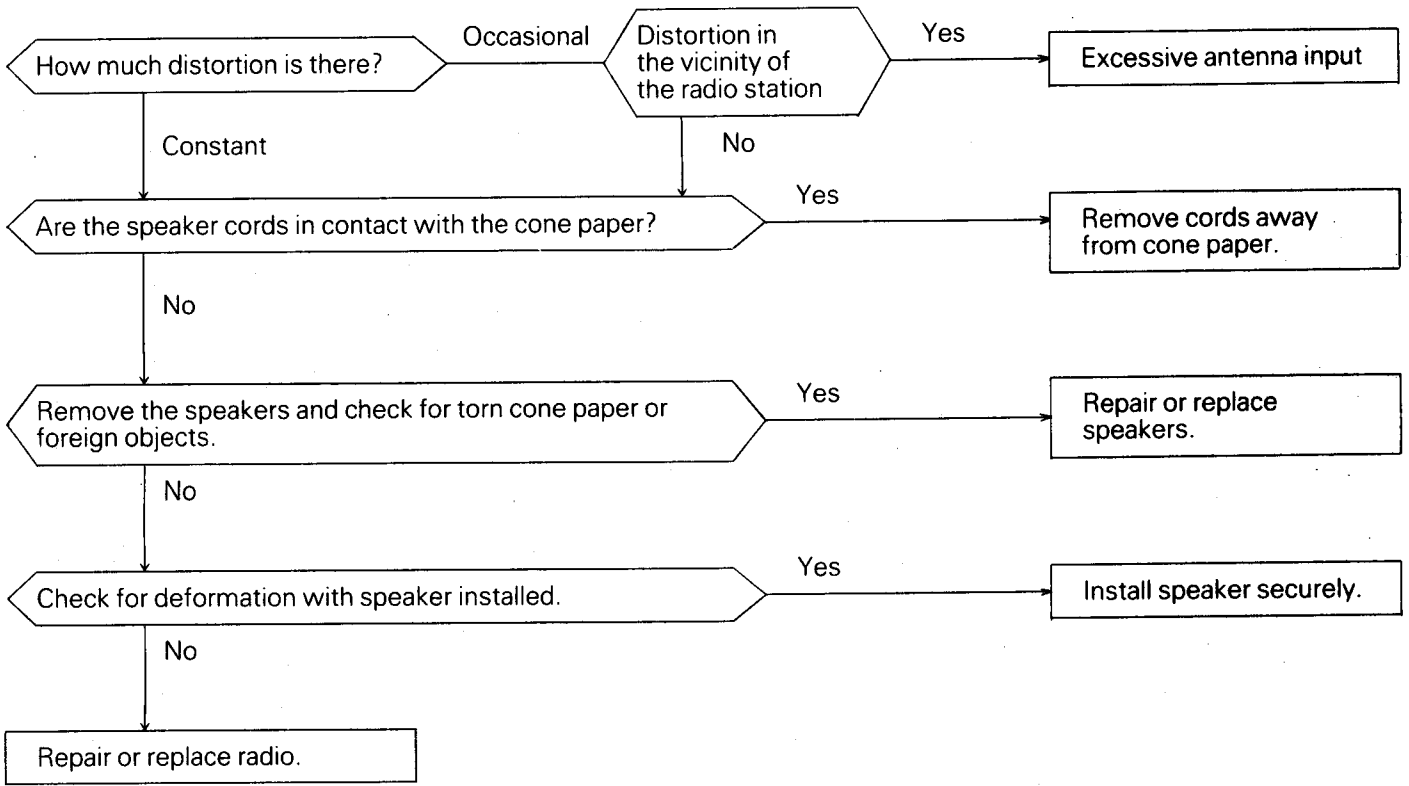 How much distortion is there?
Occasional
Distortion in
the vicinity of
the radio station
Yes
Excessive antenna input
Constant
No
Are the speaker cords in contact with the cone paper?
Yes
Remove cords away
from cone paper.
No
Remove the speakers and check for torn cone paper or
foreign objects.
Yes
Repair or replace
speakers.
No
Check for deformation with speaker installed.
Yes
Install speaker securely.
No
Repair or replace radio.